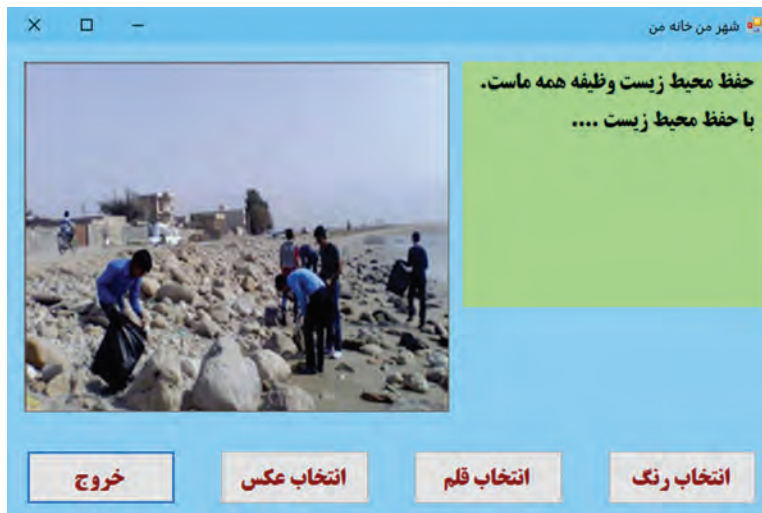 شهر من خانه من
حفظ محیط زیست وظیفه همه ماست.
با حفظ محیط زیست ....
انتخاب رنگ
انتخاب قلم
انتخاب عکس
خروج